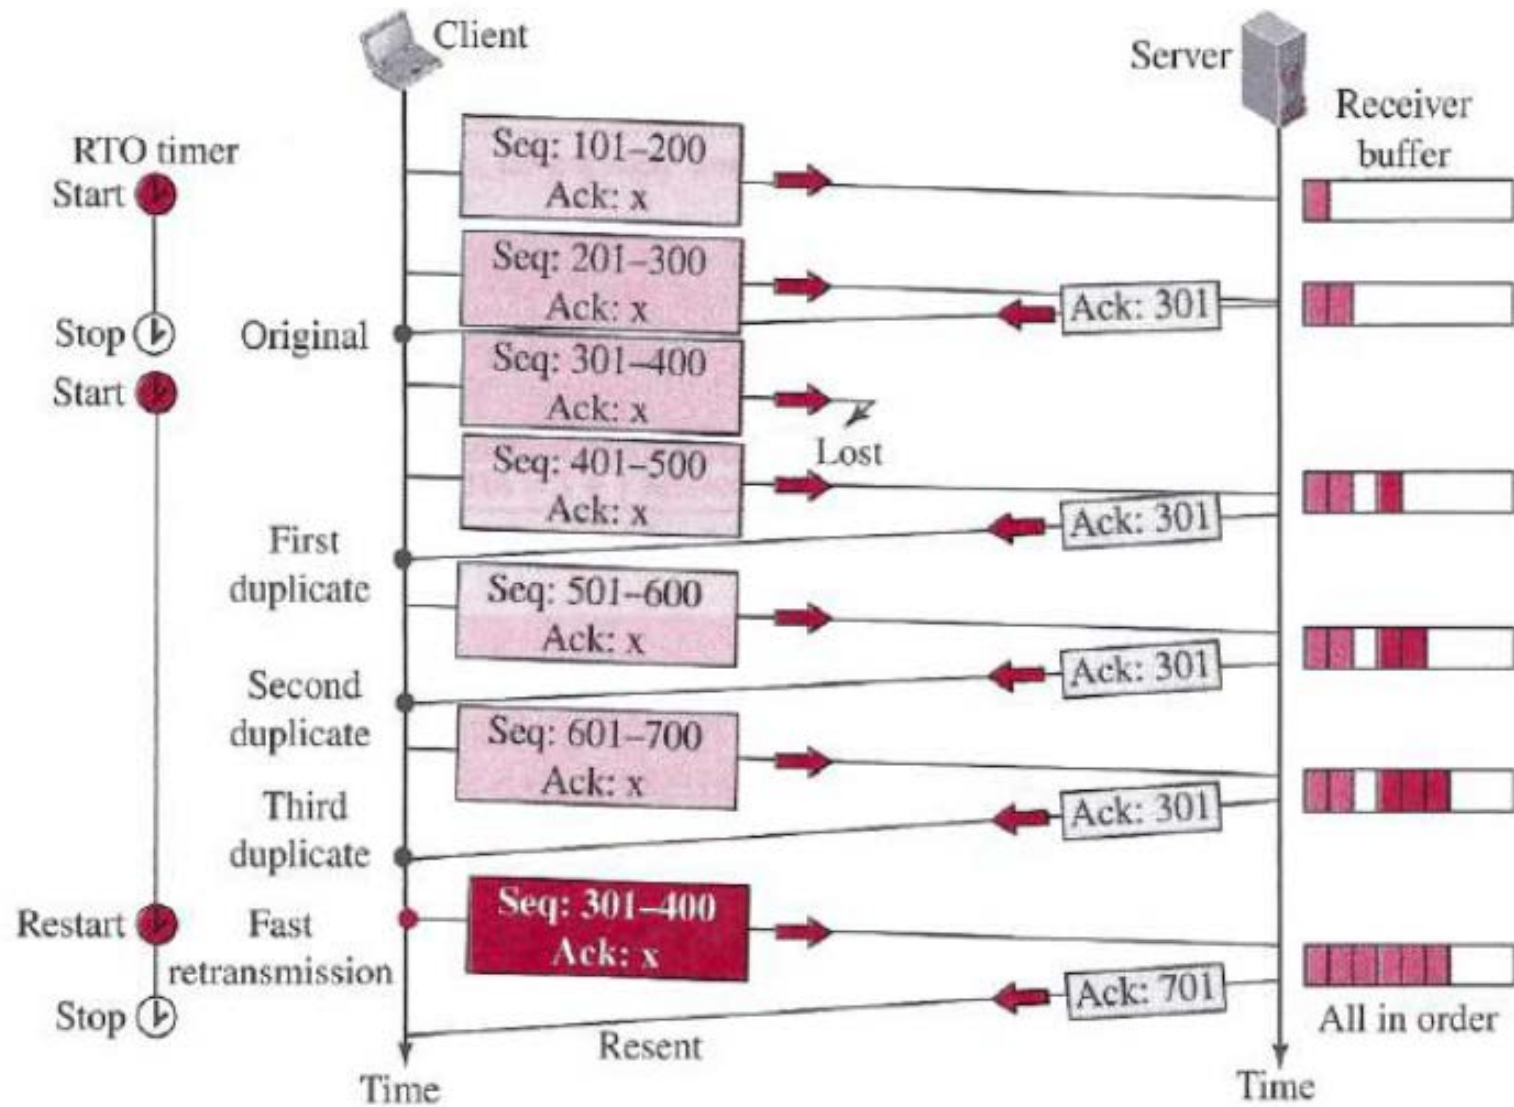 Client
Server
Receiver
buffer
RTO timer
Start
Seq: 101–200
Ack: x
Seq: 201–300
Ack: x
Ack: 301
Stop
Original
Start
Seq: 301–400
Ack: x
Lost
Seq: 401–500
Ack: x
Ack: 301
First
duplicate
Seq: 501–600
Ack: x
Ack: 301
Second
duplicate
Seq: 601–700
Ack: x
Ack: 301
Third
duplicate
Restart
Fast
retransmission
Seq: 301–400
Ack: x
Ack: 701
Stop
Resent
All in order
Time
Time